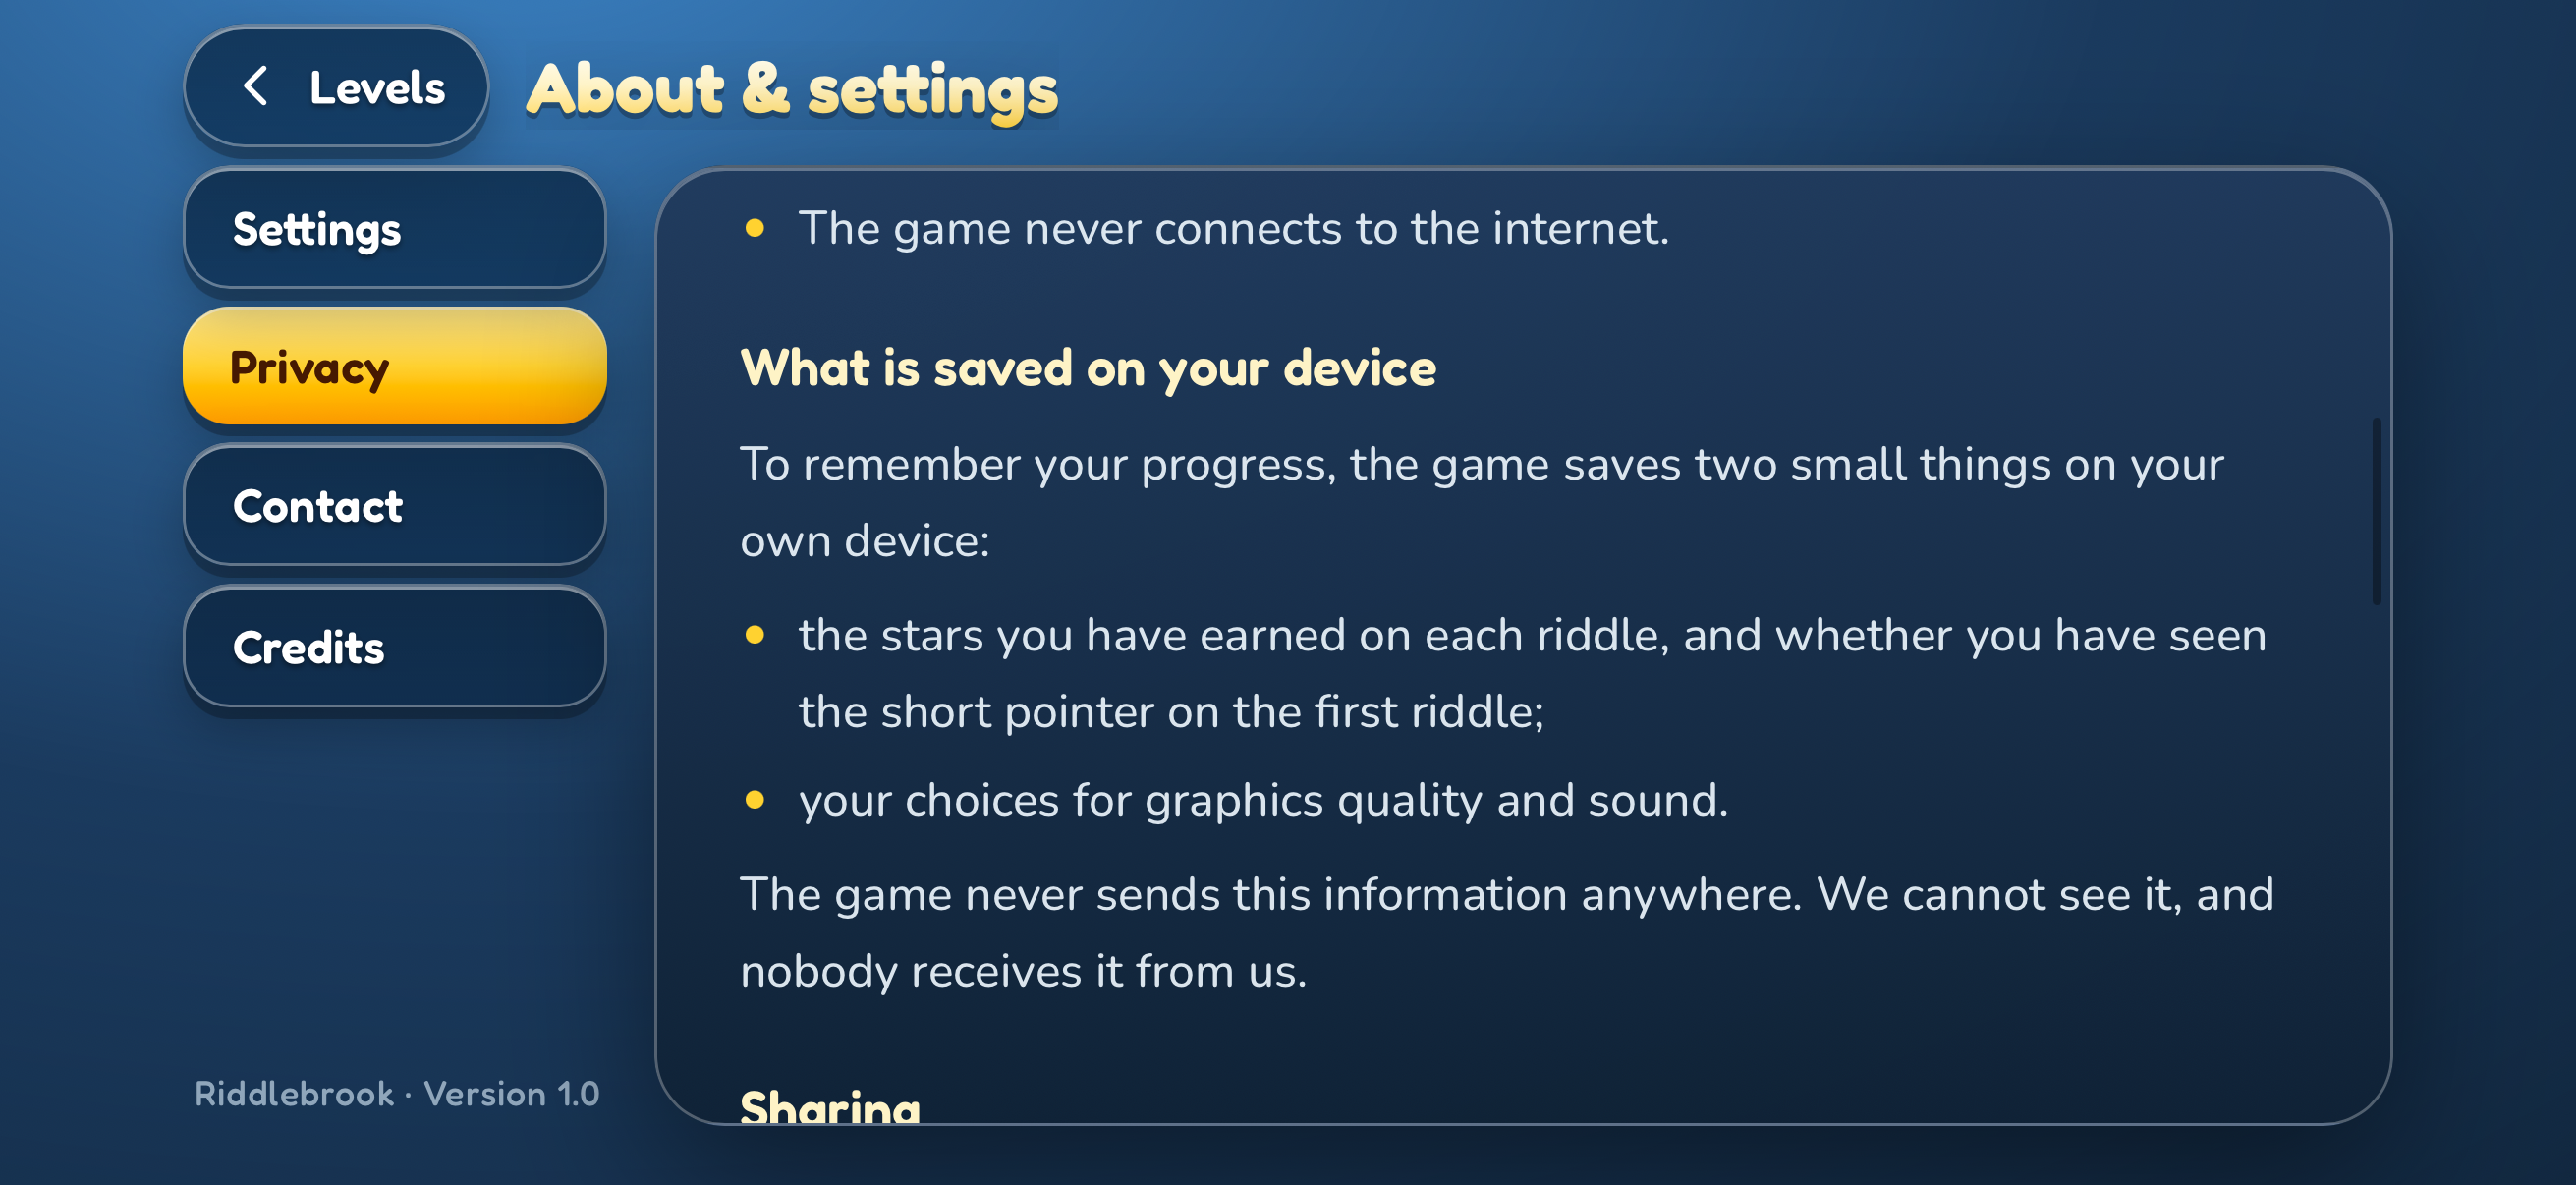 Levels
About & settings
Settings
Privacy
Contact
Credits
Riddlebrook · Version 1.0
The game never connects to the internet.
What is saved on your device
To remember your progress, the game saves two small things on your
own device:
the stars you have earned on each riddle, and whether you have seen
the short pointer on the first riddle;
your choices for graphics quality and sound.
The game never sends this information anywhere. We cannot see it, and
nobody receives it from us.
Sharing